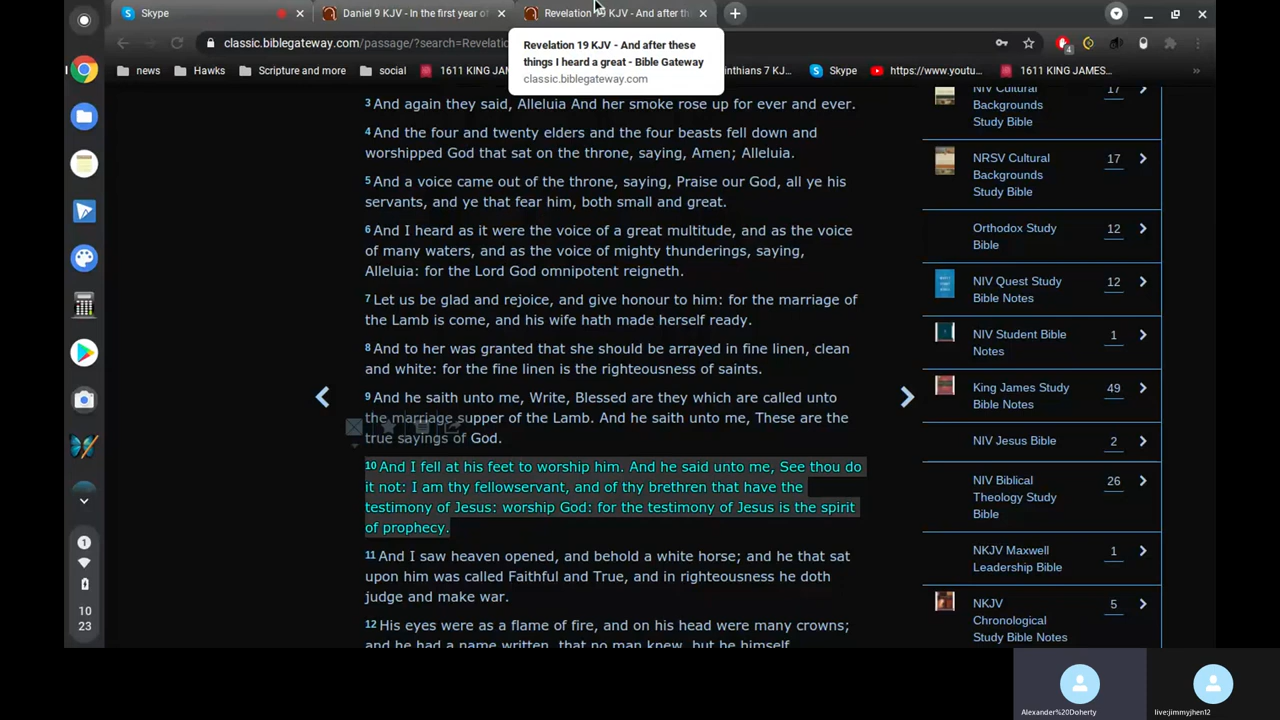 Skype
Daniel 9 KJV - In the first year of
Revelation 19 KJV - And after th
classic.biblegateway.com/passage/?search=Revelatio
Revelation 19 KJV - And after these
things I heard a great - Bible Gateway
classic.biblegateway.com
4
news
Hawks
Scripture and more
social
1611 KING JAM
inthians 7 KJ...
Skype
https://www.youtu...
1611 KING JAMES...
3 And again they said, Alleluia And her smoke rose up for ever and ever.
4 And the four and twenty elders and the four beasts fell down and
worshipped God that sat on the throne, saying, Amen; Alleluia.
5 And a voice came out of the throne, saying, Praise our God, all ye his
servants, and ye that fear him, both small and great.
6 And I heard as it were the voice of a great multitude, and as the voice
of many waters, and as the voice of mighty thunderings, saying,
Alleluia: for the Lord God omnipotent reigneth.
7 Let us be glad and rejoice, and give honour to him: for the marriage of
the Lamb is come, and his wife hath made herself ready.
8 And to her was granted that she should be arrayed in fine linen, clean
and white: for the fine linen is the righteousness of saints.
9 And he saith unto me, Write, Blessed are they which are called unto
the marriage supper of the Lamb. And he saith unto me, These are the
true sayings of God.
10 And I fell at his feet to worship him. And he said unto me, See thou do
it not: I am thy fellowservant, and of thy brethren that have the
testimony of Jesus: worship God: for the testimony of Jesus is the spirit
of prophecy.
11 And I saw heaven opened, and behold a white horse; and he that sat
upon him was called Faithful and True, and in righteousness he doth
judge and make war.
12 His eyes were as a flame of fire, and on his head were many crowns;
and he had a name written, that no man knew, but he himself.
NIV Cultural
Backgrounds
Study Bible
17
NRSV Cultural
Backgrounds
Study Bible
17
Orthodox Study
Bible
12
NIV Quest Study
Bible Notes
12
NIV Student Bible
Notes
1
King James Study
Bible Notes
49
NIV Jesus Bible
2
NIV Biblical
Theology Study
Bible
26
NKJV Maxwell
Leadership Bible
1
NKJV
Chronological
Study Bible Notes
5
1
10
23
Alexander%20Doherty
live:jimmyjhen12